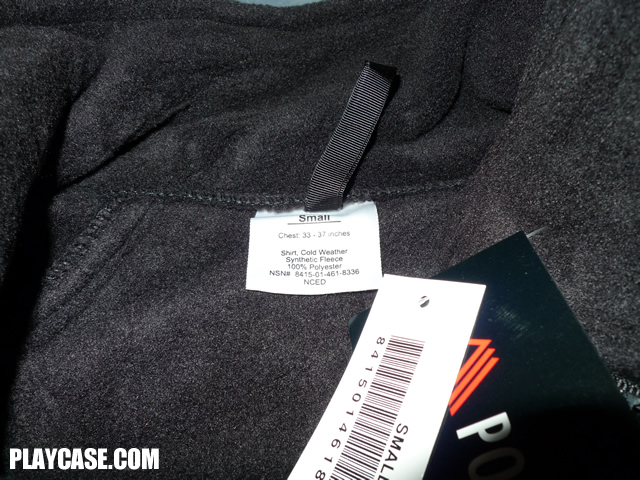 Small
Chest: 33 - 37 inches
Shirt, Cold Weather
Synthetic Fleece
100% Polyester
NSN# 8415-01-461-8336
NCED
8415014618
SMALL
PO
PLAYCASE.COM